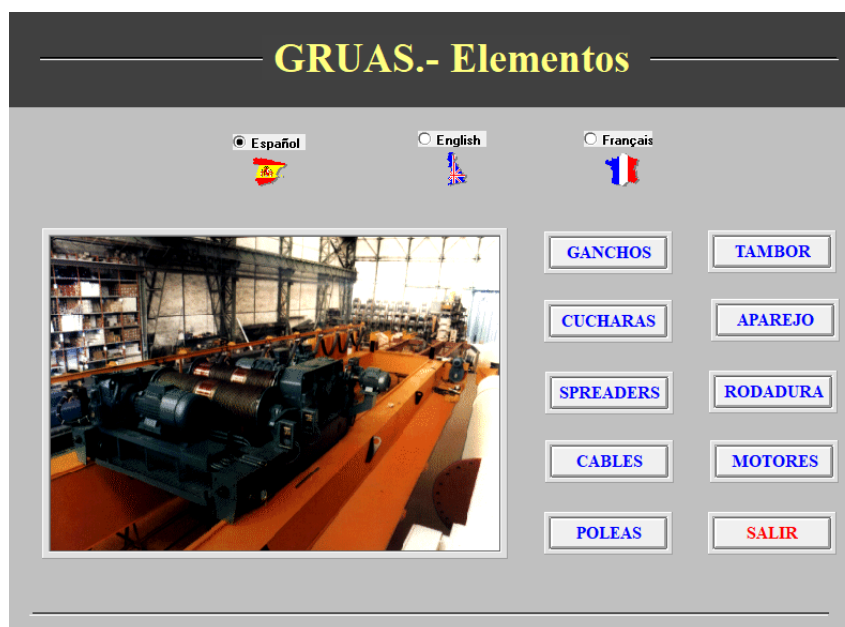 GRUAS.- Elementos
Español
English
Français
GANCHOS
TAMBOR
CUCHARAS
APAREJO
SPREADERS
RODADURA
CABLES
MOTORES
POLEAS
SALIR